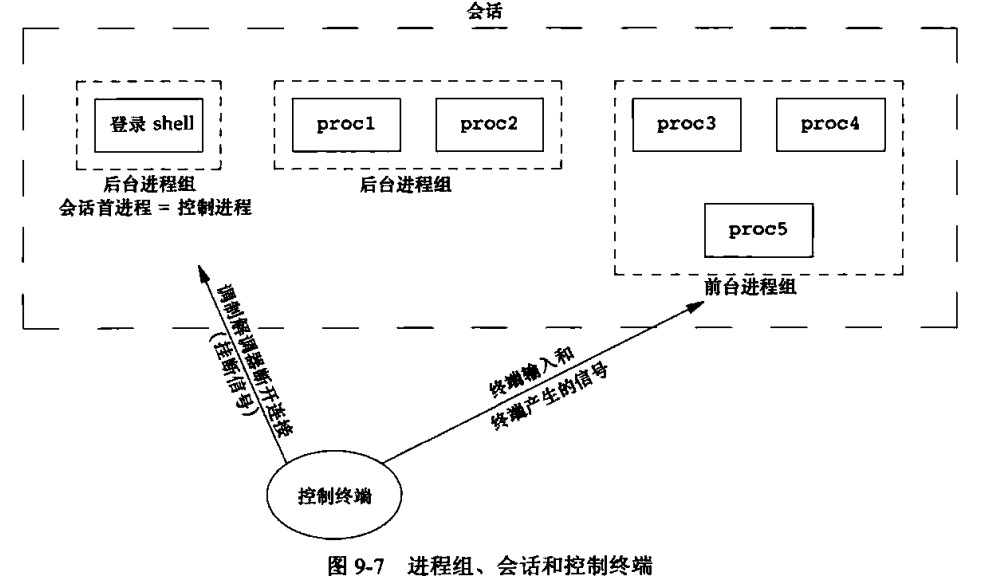 会话
登录 shell
proc1
proc2
proc3
proc4
proc5
后台进程组
会话首进程 = 控制进程
后台进程组
前台进程组
调制解调器断开连接
(挂断信号)
终端输入和
终端产生的信号
控制终端
图 9-7 进程组、会话和控制终端